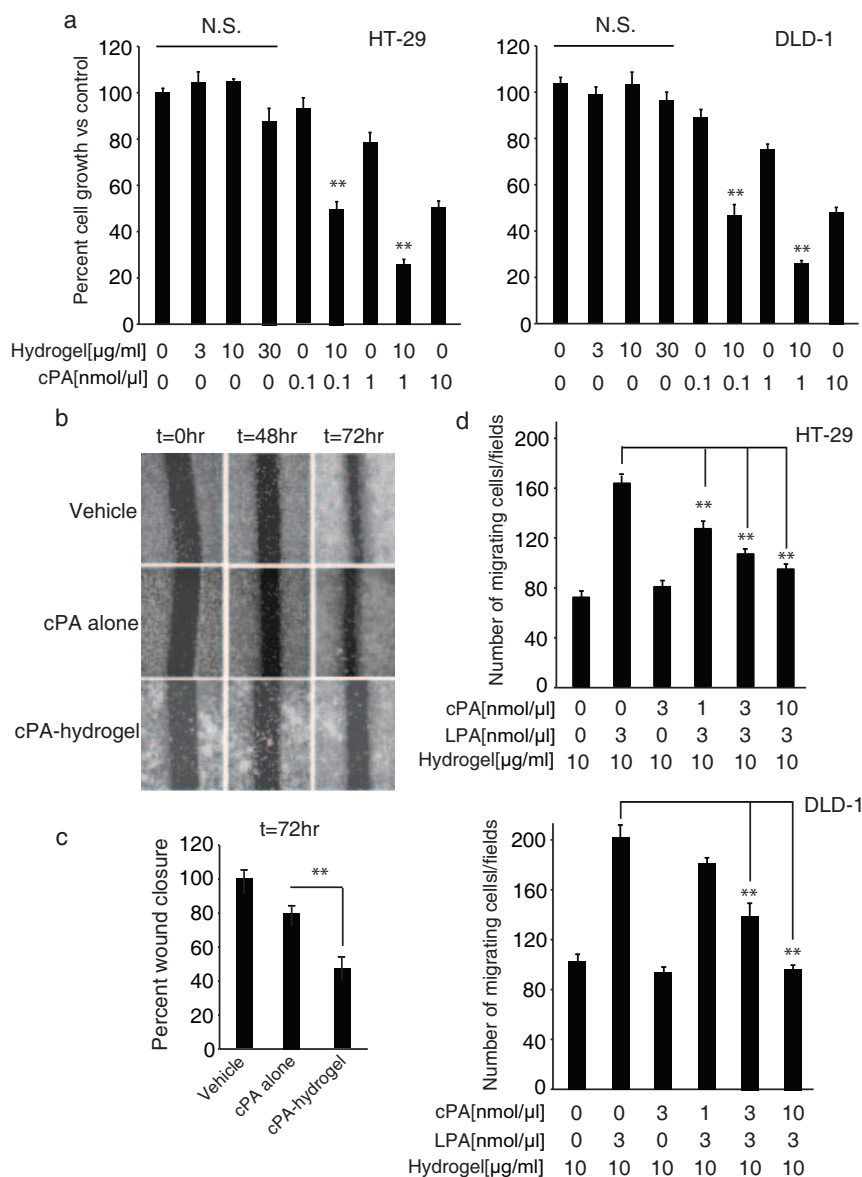 a
N.S.
HT-29
Percent cell growth vs control
120
100
80
60
40
20
0
**
**
Hydrogel[µg/ml] 0 3 10 30 0 10 0 10 0
cPA[nmol/µl] 0 0 0 0 0.1 0.1 1 1 10
N.S.
DLD-1
120
100
80
60
40
20
0
**
**
0 3 10 30 0 10 0 10 0
0 0 0 0 0.1 0.1 1 1 10
b
t=0hr t=48hr t=72hr
Vehicle
cPA alone
cPA-hydrogel
c
t=72hr
Percent wound closure
120
100
80
60
40
20
0
**
Vehicle
cPA alone
cPA-hydrogel
d
HT-29
Number of migrating cellsl/fields
200
160
120
80
40
0
**
**
**
cPA[nmol/µl] 0 0 3 1 3 10
LPA[nmol/µl] 0 3 0 3 3 3
Hydrogel[µg/ml] 10 10 10 10 10 10
DLD-1
Number of migrating cellsl/fields
200
160
120
80
40
0
**
**
cPA[nmol/µl] 0 0 3 1 3 10
LPA[nmol/µl] 0 3 0 3 3 3
Hydrogel[µg/ml] 10 10 10 10 10 10